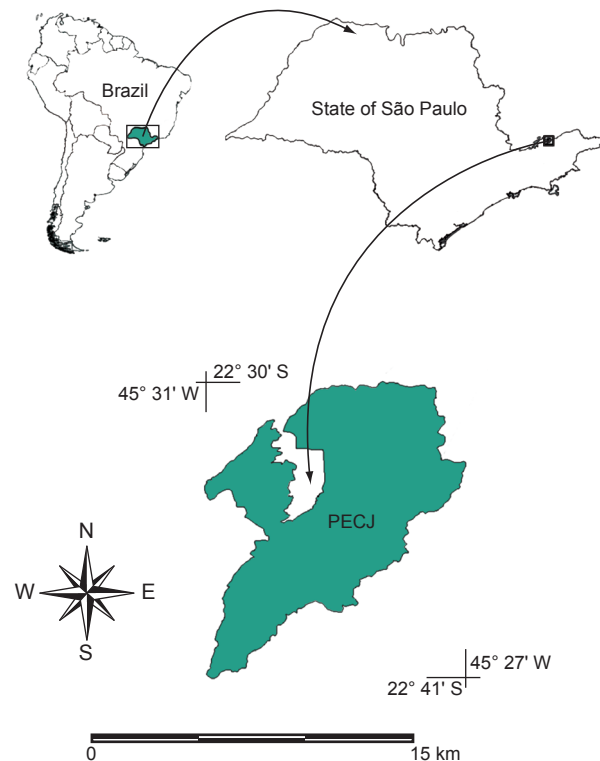 Brazil
State of São Paulo
22° 30' S
45° 31' W
PECJ
N
W
E
S
45° 27' W
22° 41' S
0
15 km